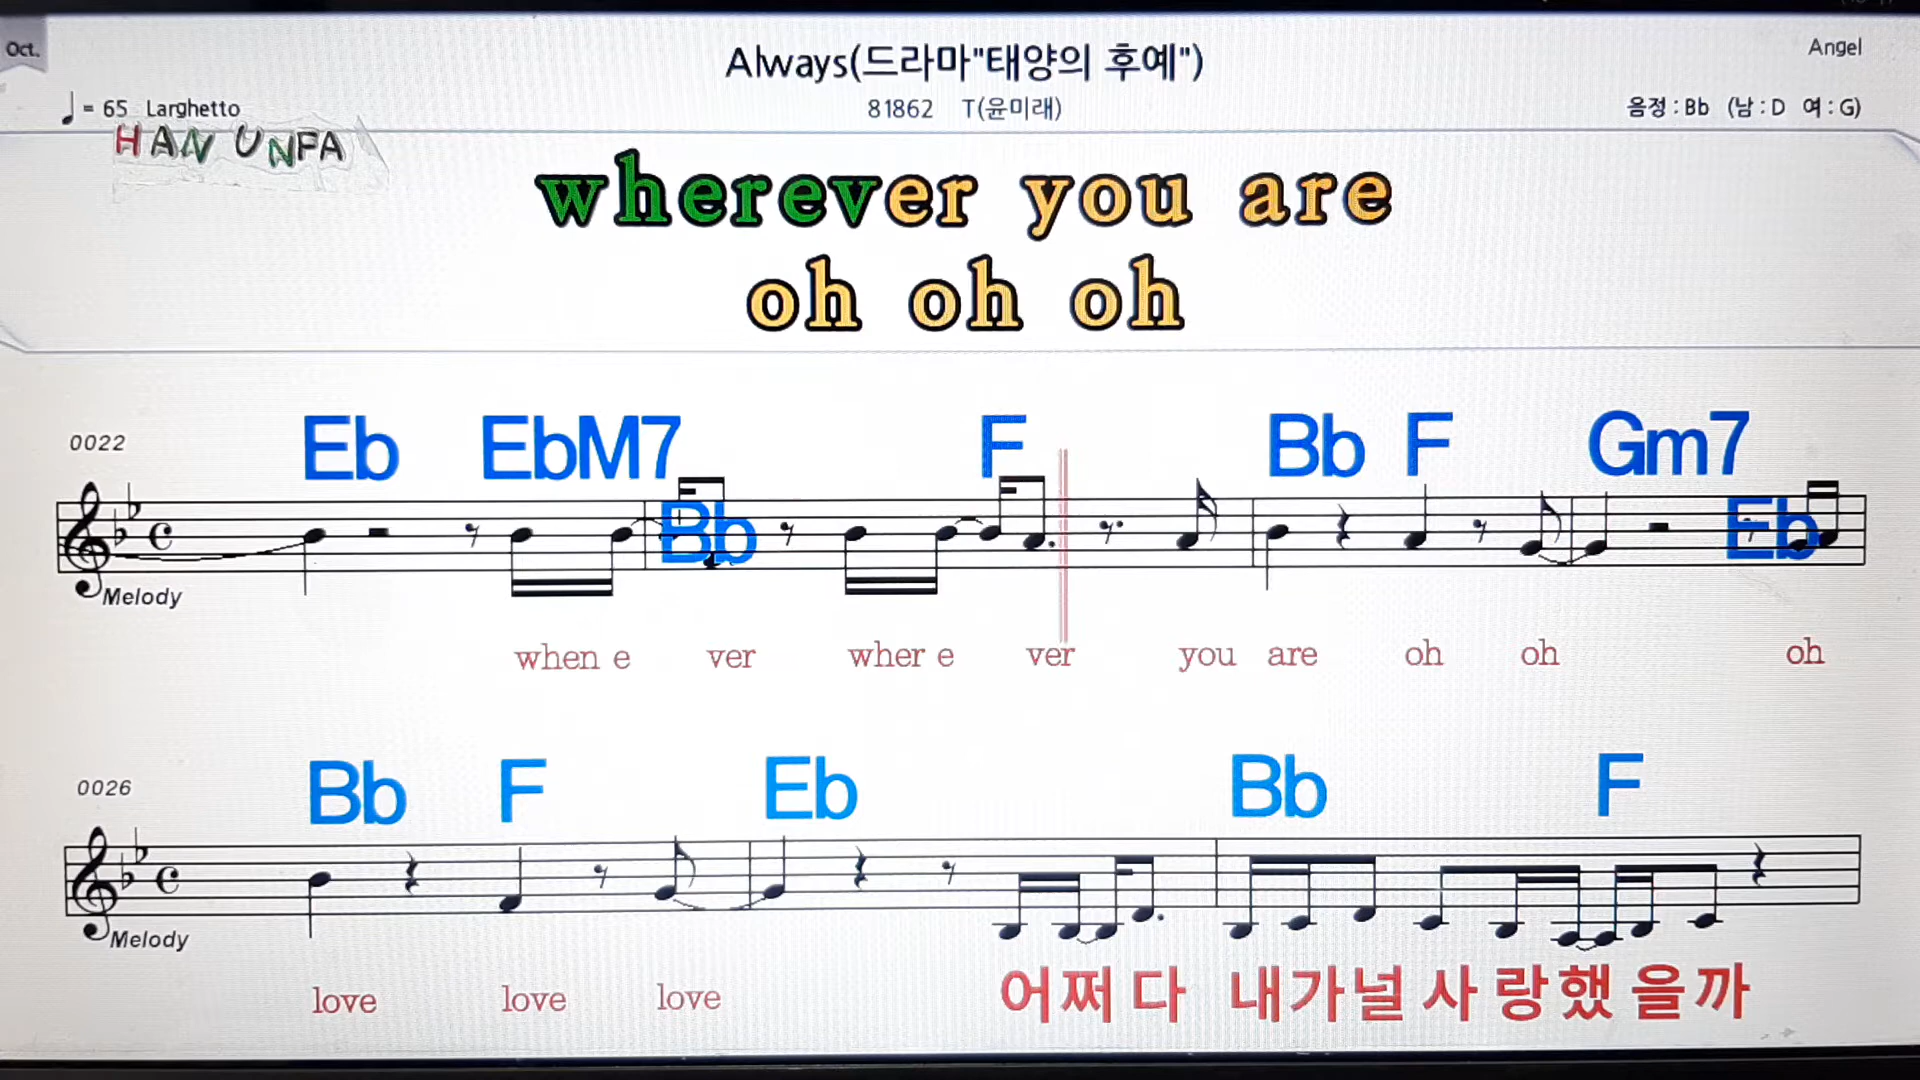 Oct.
Always(드라마"태양의 후예")
Angel
♩ = 65 Larghetto
81862 T(윤미래)
음정 : Bb (남 : D 여 : G)
HAN UNFA
wherever you are
oh oh oh
0022
Eb EbM7 Bb F Bb F Gm7 Eb
Melody
when e ver wher e ver you are oh oh oh
0026
Bb F Eb Bb F
Melody
love love love 어쩌다 내가널 사랑했을까